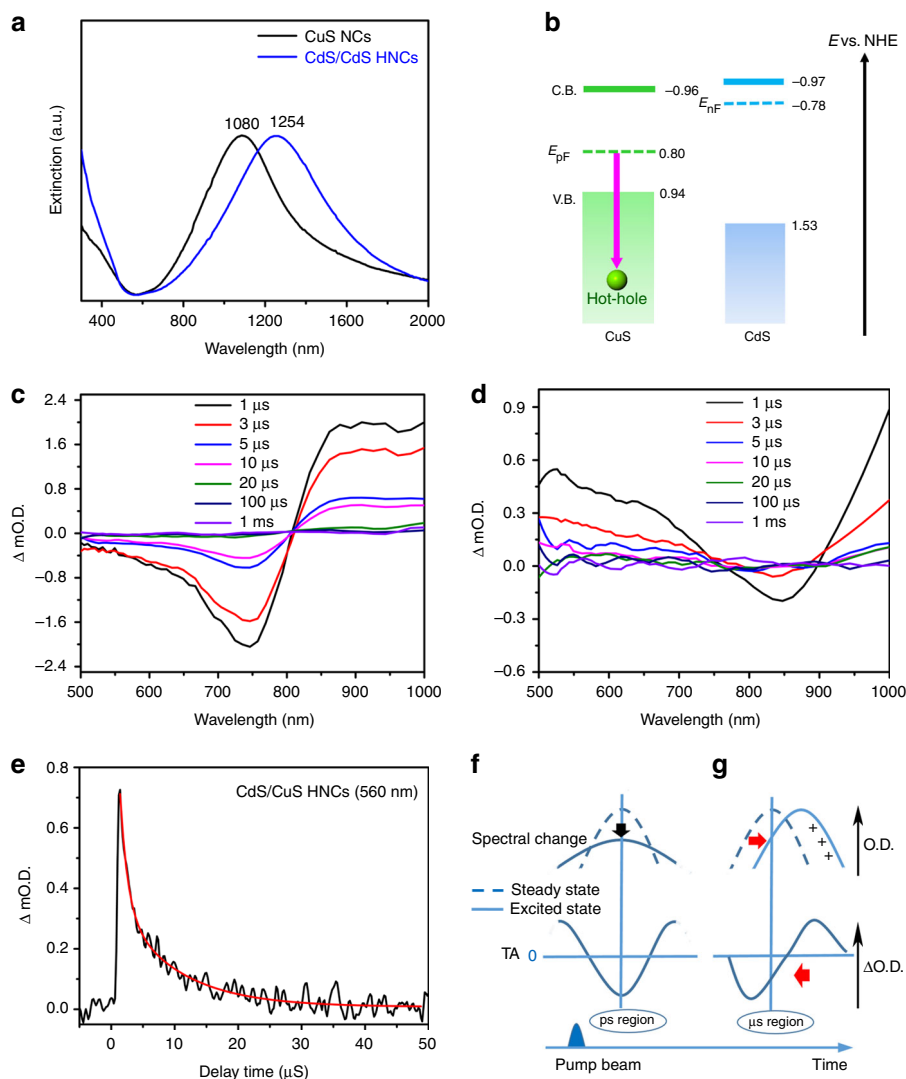 a
CuS NCs
CdS/CdS HNCs
1080
1254
Extinction (a.u.)
400
800
1200
1600
2000
Wavelength (nm)
b
E vs. NHE
C.B.
−0.96
−0.97
EnF
−0.78
EpF
0.80
V.B.
0.94
1.53
Hot-hole
CuS
CdS
c
2.4
1.6
0.8
0.0
−0.8
−1.6
−2.4
Δ mO.D.
1 μs
3 μs
5 μs
10 μs
20 μs
100 μs
1 ms
500
600
700
800
900
1000
Wavelength (nm)
d
0.9
0.6
0.3
0.0
−0.3
−0.6
Δ mO.D.
1 μs
3 μs
5 μs
10 μs
20 μs
100 μs
1 ms
500
600
700
800
900
1000
Wavelength (nm)
e
0.8
0.6
0.4
0.2
0.0
Δ mO.D.
CdS/CuS HNCs (560 nm)
0
10
20
30
40
50
Delay time (μS)
f
g
Spectral change
+
+
+
O.D.
Steady state
Excited state
TA
0
ΔO.D.
ps region
μs region
Pump beam
Time